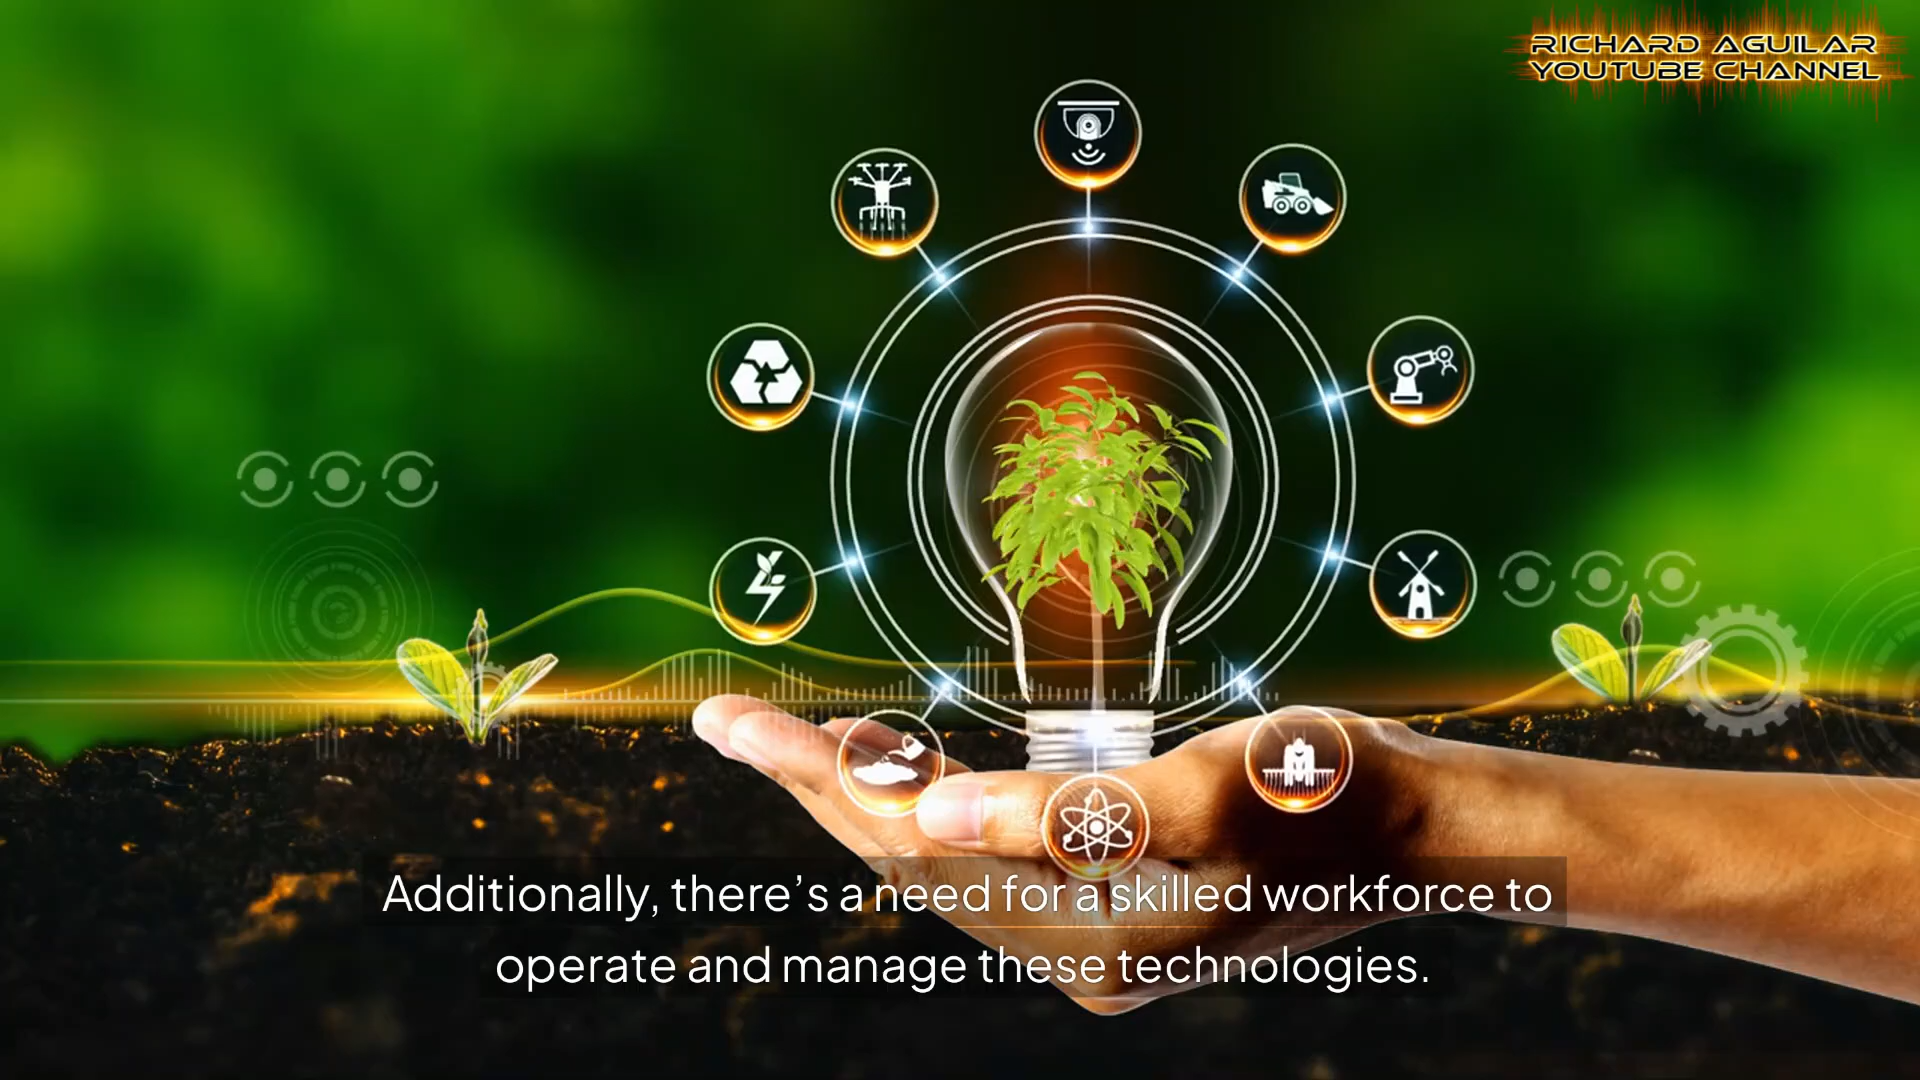 RICHARD AGUILAR
YOUTUBE CHANNEL
Additionally, there’s a need for a skilled workforce to
operate and manage these technologies.